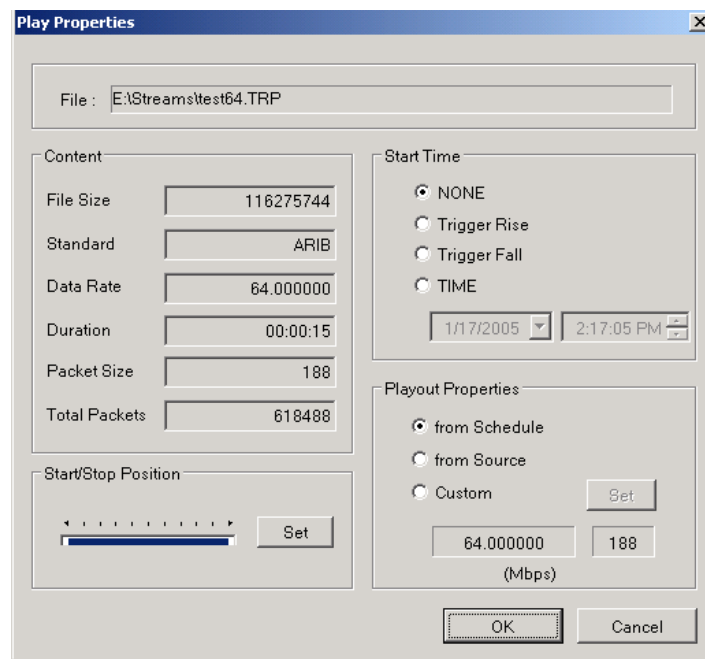 Play Properties
File : E:\Streams\test64.TRP
Content
File Size 116275744
Standard ARIB
Data Rate 64.000000
Duration 00:00:15
Packet Size 188
Total Packets 618488
Start/Stop Position
Set
Start Time
NONE
Trigger Rise
Trigger Fall
TIME
1/17/2005 2:17:05 PM
Playout Properties
from Schedule
from Source
Custom Set
64.000000 188
(Mbps)
OK Cancel